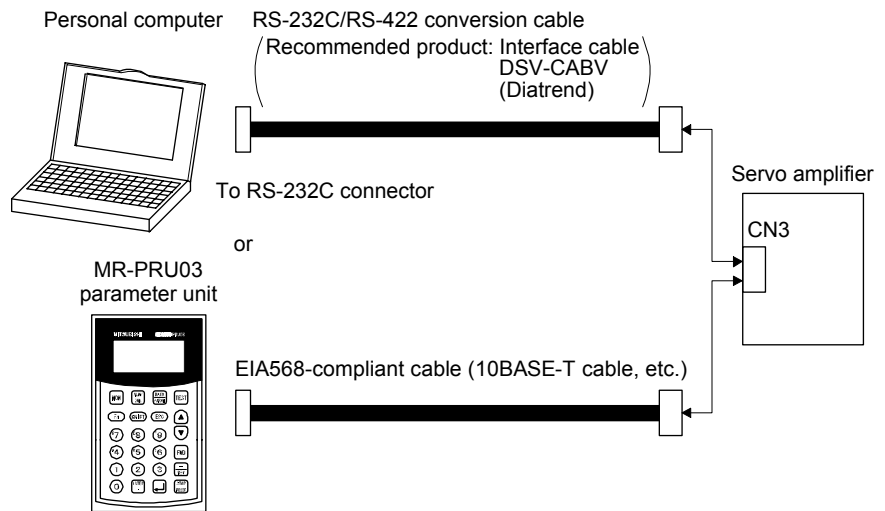 Personal computer
RS-232C/RS-422 conversion cable
Recommended product: Interface cable
DSV-CABV
(Diatrend)
To RS-232C connector
or
Servo amplifier
CN3
MR-PRU03
parameter unit
EIA568-compliant cable (10BASE-T cable, etc.)